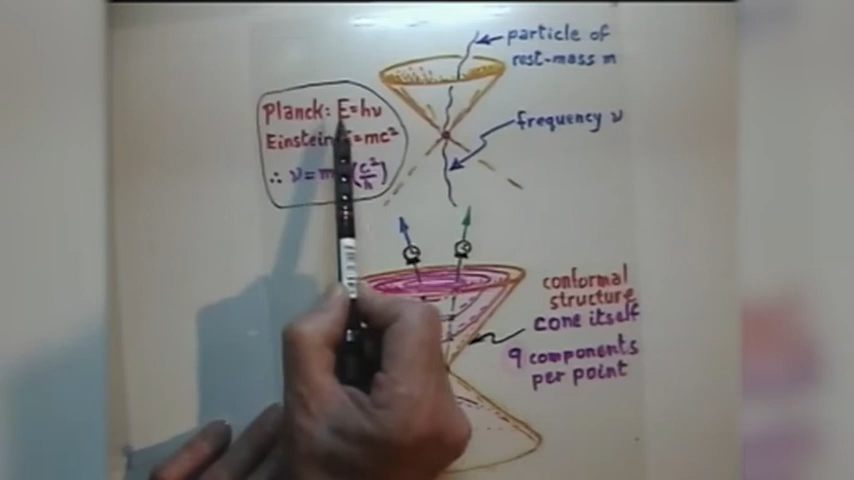 particle of
rest-mass m
Planck: E=hν
Einstein =mc²
frequency ν
∴ ν=m (c²/h)
conformal
structure
cone itself
9 components
per point